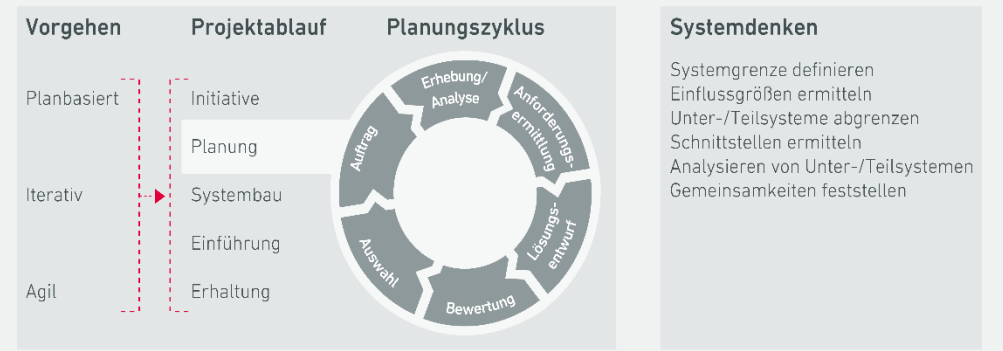 Vorgehen
Planbasiert
Iterativ
Agil
Projektablauf
Initiative
Planung
Systembau
Einführung
Erhaltung
Planungszyklus
Auftrag
Erhebung/
Analyse
Anforderungs-
ermittlung
Lösungs-
entwurf
Bewertung
Auswahl
Systemdenken
Systemgrenze definieren
Einflussgrößen ermitteln
Unter-/Teilsysteme abgrenzen
Schnittstellen ermitteln
Analysieren von Unter-/Teilsystemen
Gemeinsamkeiten feststellen